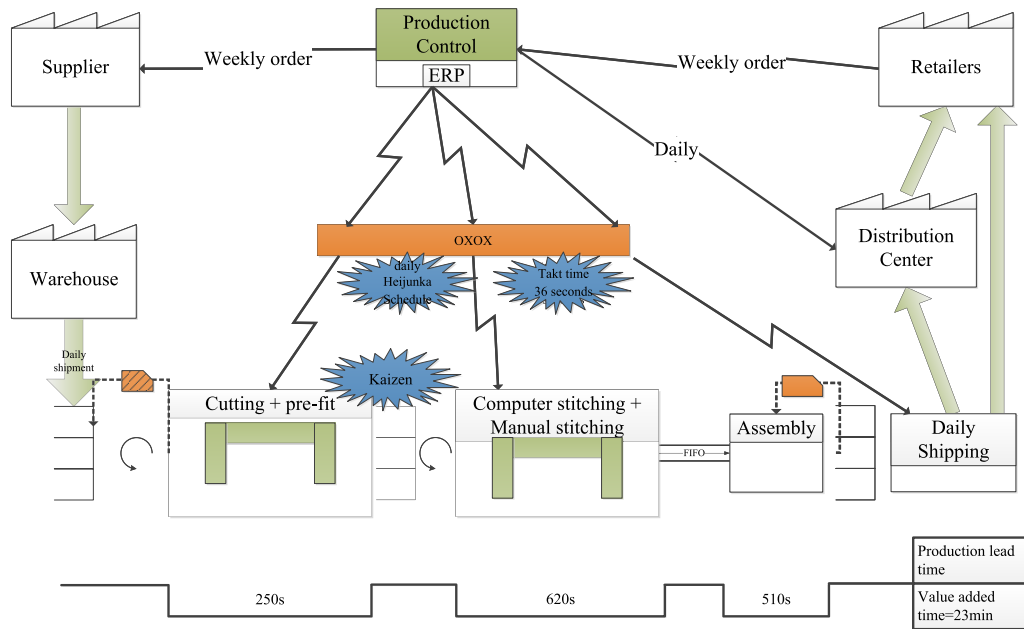 Production
Control
ERP
Supplier
Weekly order
Weekly order
Retailers
Daily
OXOX
Distribution
Center
Warehouse
daily
Heijunka
Schedule
Takt time
36 seconds
Daily
shipment
Kaizen
Cutting + pre-fit
Computer stitching +
Manual stitching
FIFO
Assembly
Daily
Shipping
Production lead
time
250s
620s
510s
Value added
time=23min